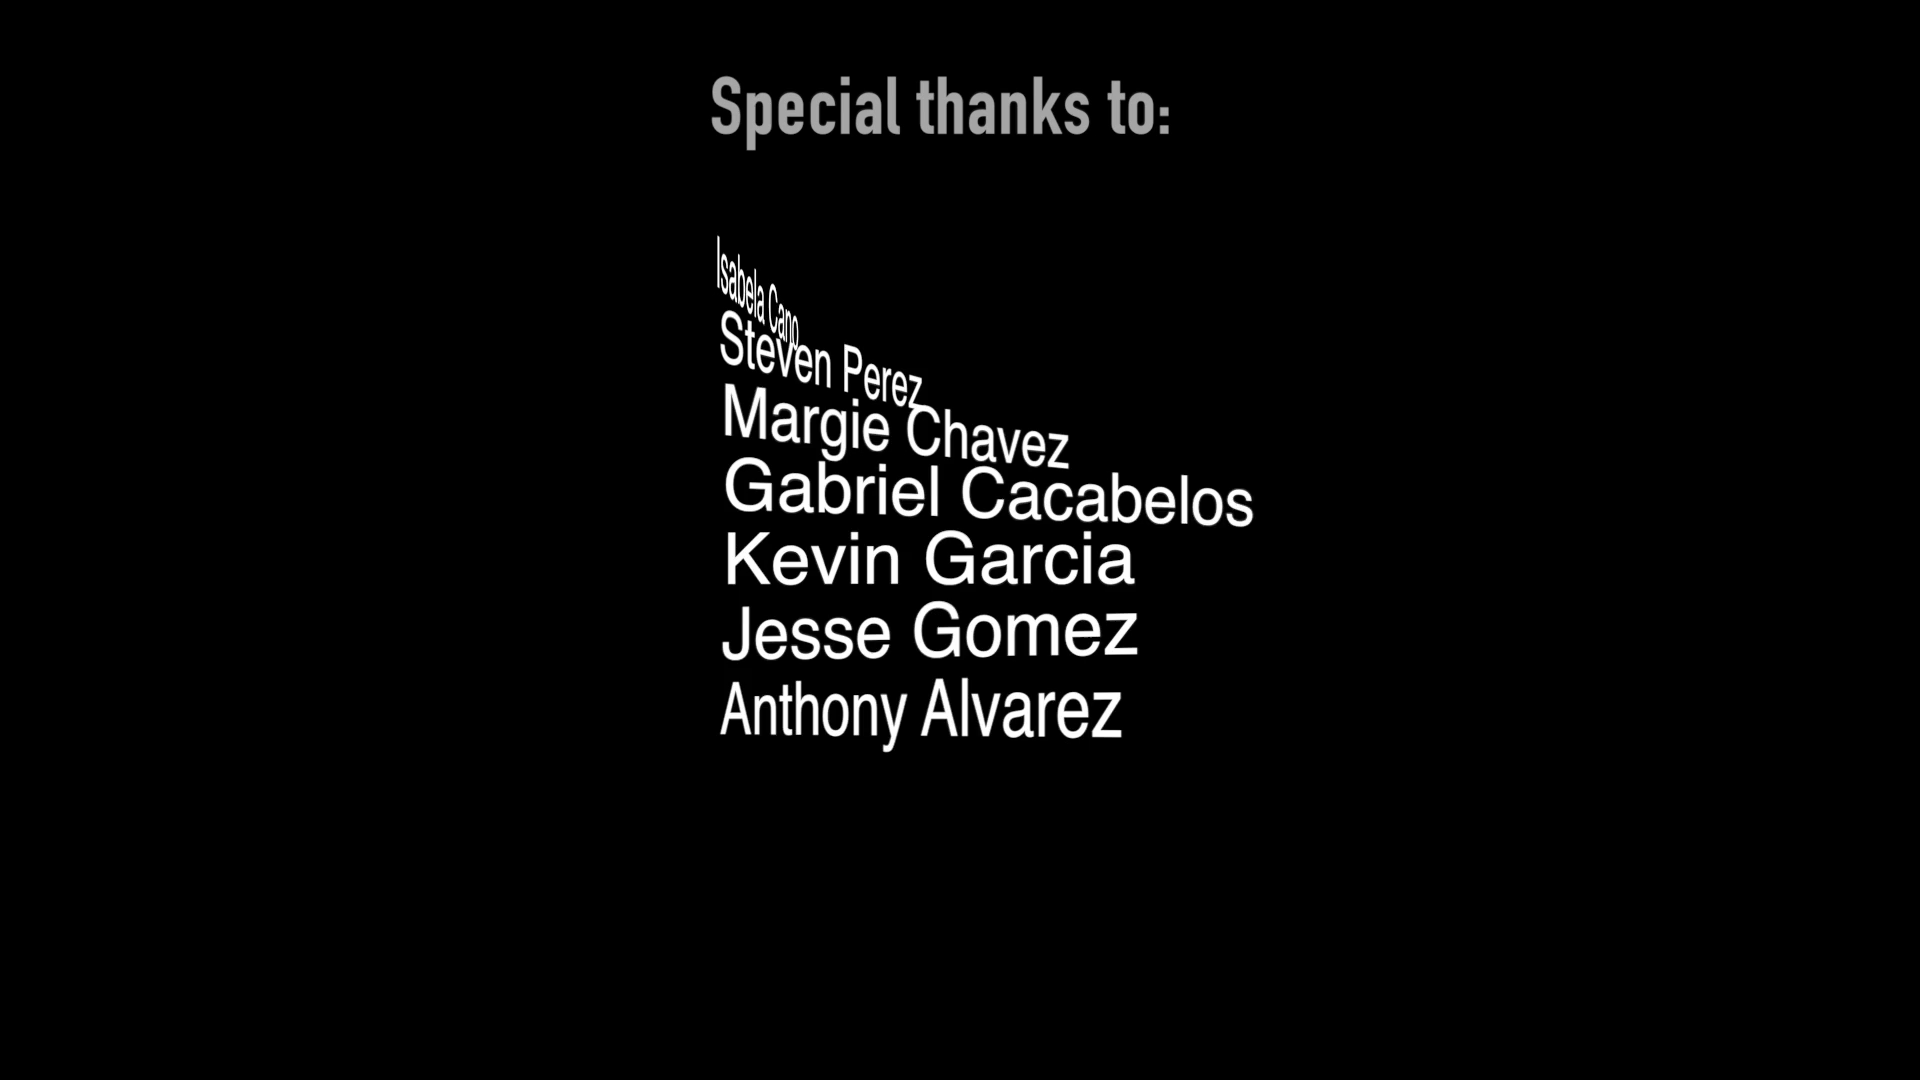 Special thanks to:
Isabela Cano
Steven Perez
Margie Chavez
Gabriel Cacabelos
Kevin Garcia
Jesse Gomez
Anthony Alvarez